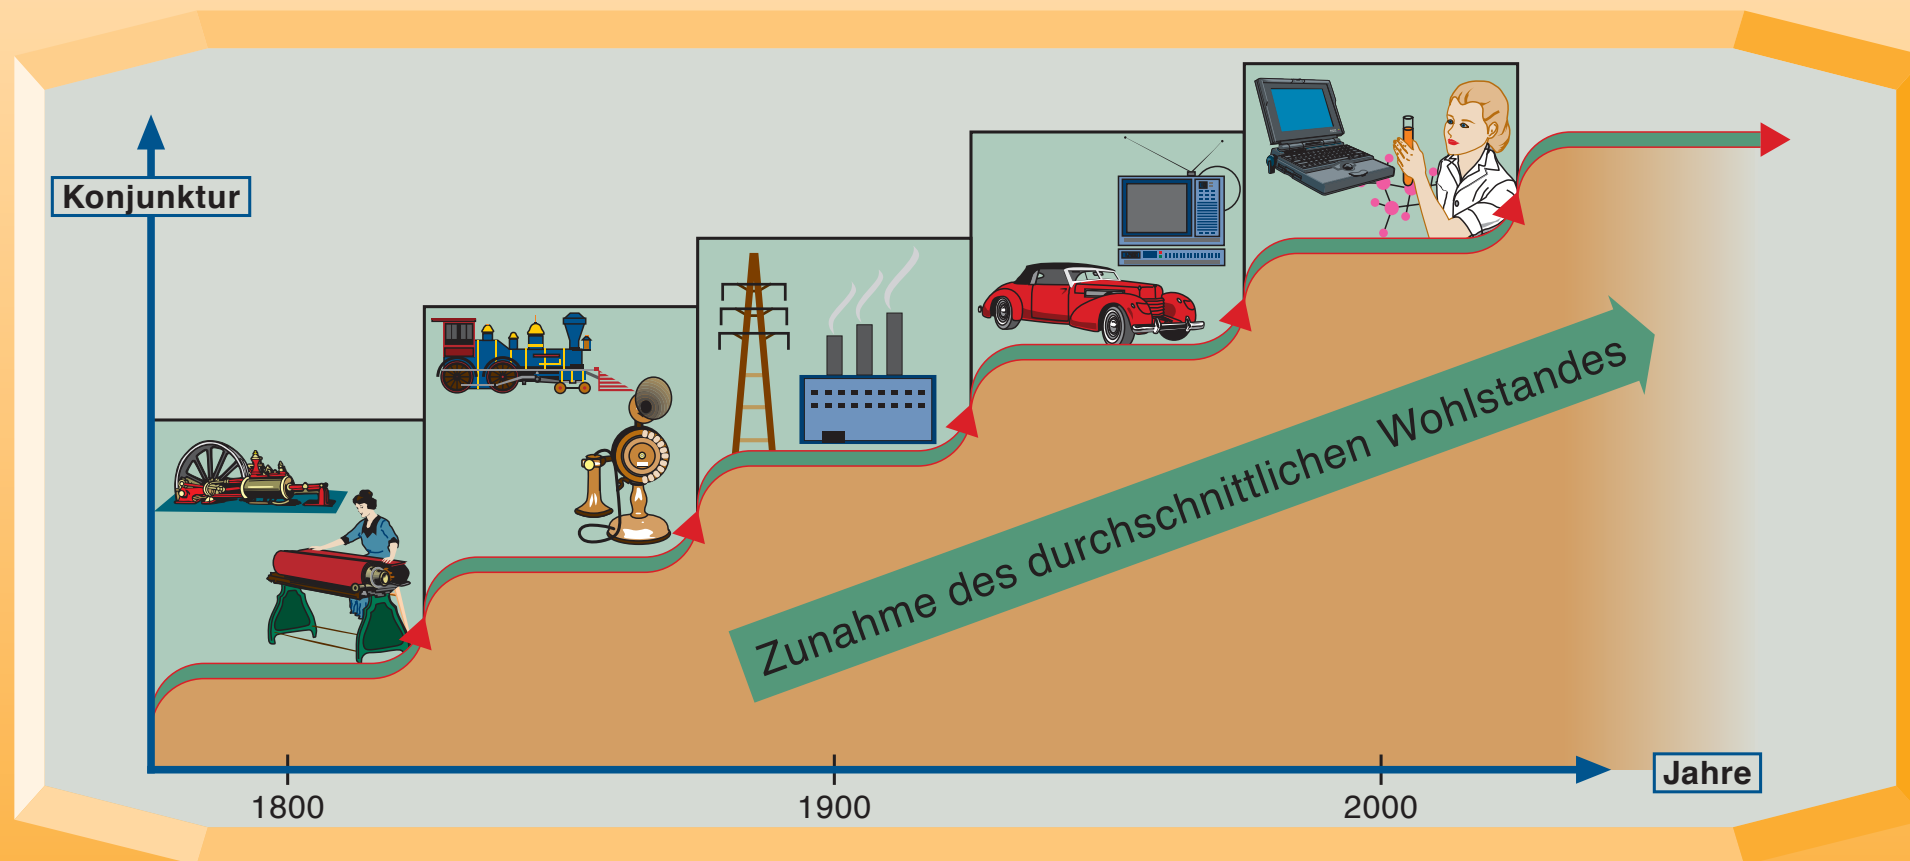 Konjunktur
Zunahme des durchschnittlichen Wohlstandes
Jahre
1800
1900
2000